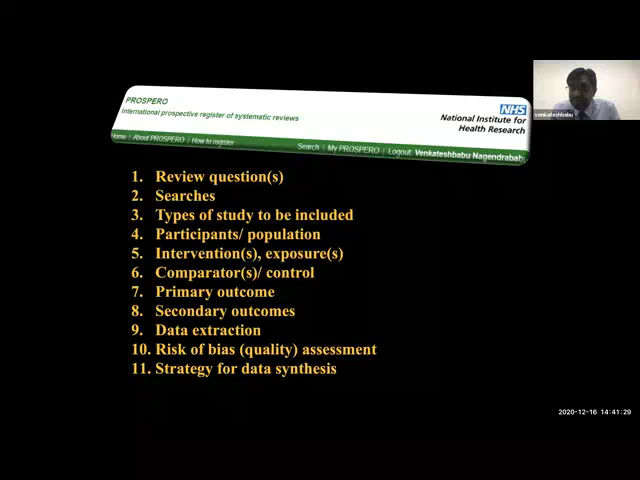 PROSPERO
International prospective register of systematic reviews
NHS
National Institute for
Health Research
Home | About PROSPERO | How to register
Search | My PROSPERO | Logout: Venkateshbabu Nagendrabab
venkateshbabu
1. Review question(s)
2. Searches
3. Types of study to be included
4. Participants/ population
5. Intervention(s), exposure(s)
6. Comparator(s)/ control
7. Primary outcome
8. Secondary outcomes
9. Data extraction
10. Risk of bias (quality) assessment
11. Strategy for data synthesis
2020-12-16 14:41:29